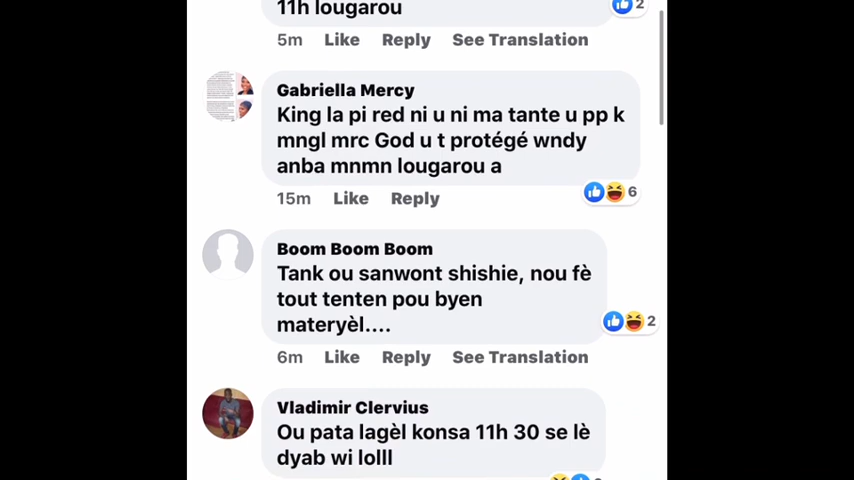 11h lougarou
2
5m Like Reply See Translation
Gabriella Mercy
King la pi red ni u ni ma tante u pp k
mngl mrc God u t protégé wndy
anba mnmn lougarou a
6
15m Like Reply
Boom Boom Boom
Tank ou sanwont shishie, nou fè
tout tenten pou byen
materyèl....
2
6m Like Reply See Translation
Vladimir Clervius
Ou pata lagèl konsa 11h 30 se lè
dyab wi lolll